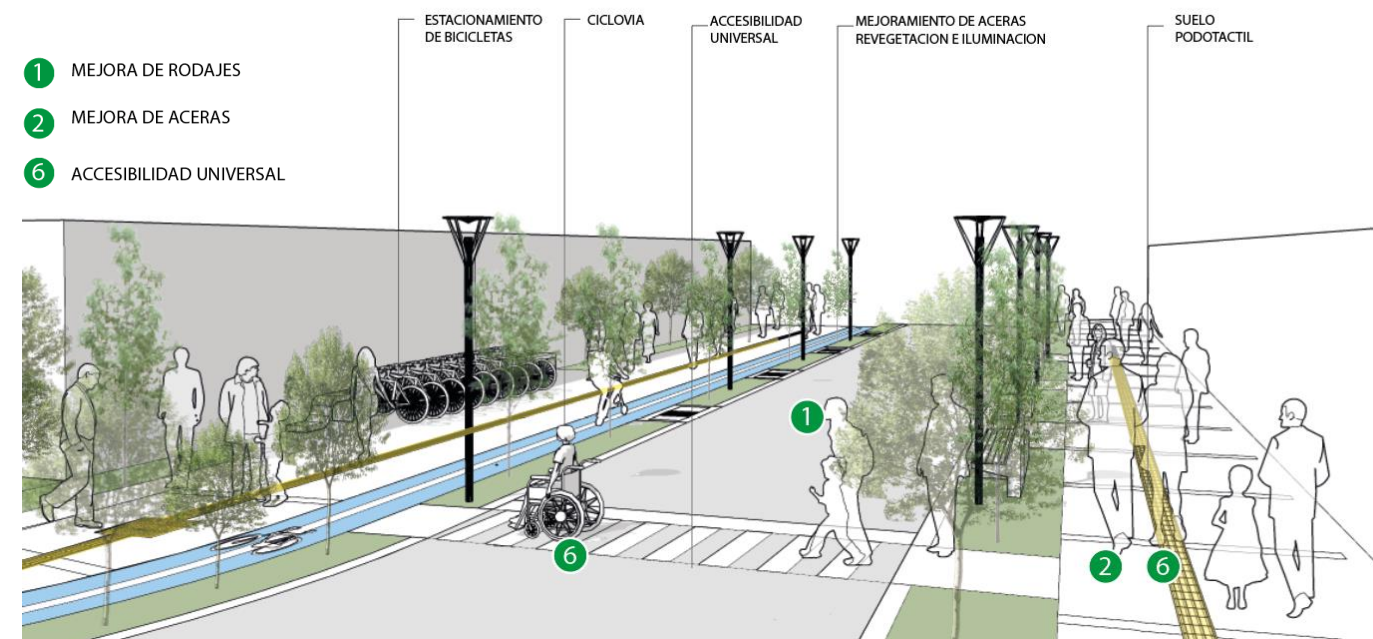 ESTACIONAMIENTO
DE BICICLETAS
CICLOVIA
ACCESIBILIDAD
UNIVERSAL
MEJORAMIENTO DE ACERAS
REVEGETACION E ILUMINACION
SUELO
PODOTACTIL
1 MEJORA DE RODAJES
2 MEJORA DE ACERAS
6 ACCESIBILIDAD UNIVERSAL
1
6
2
6